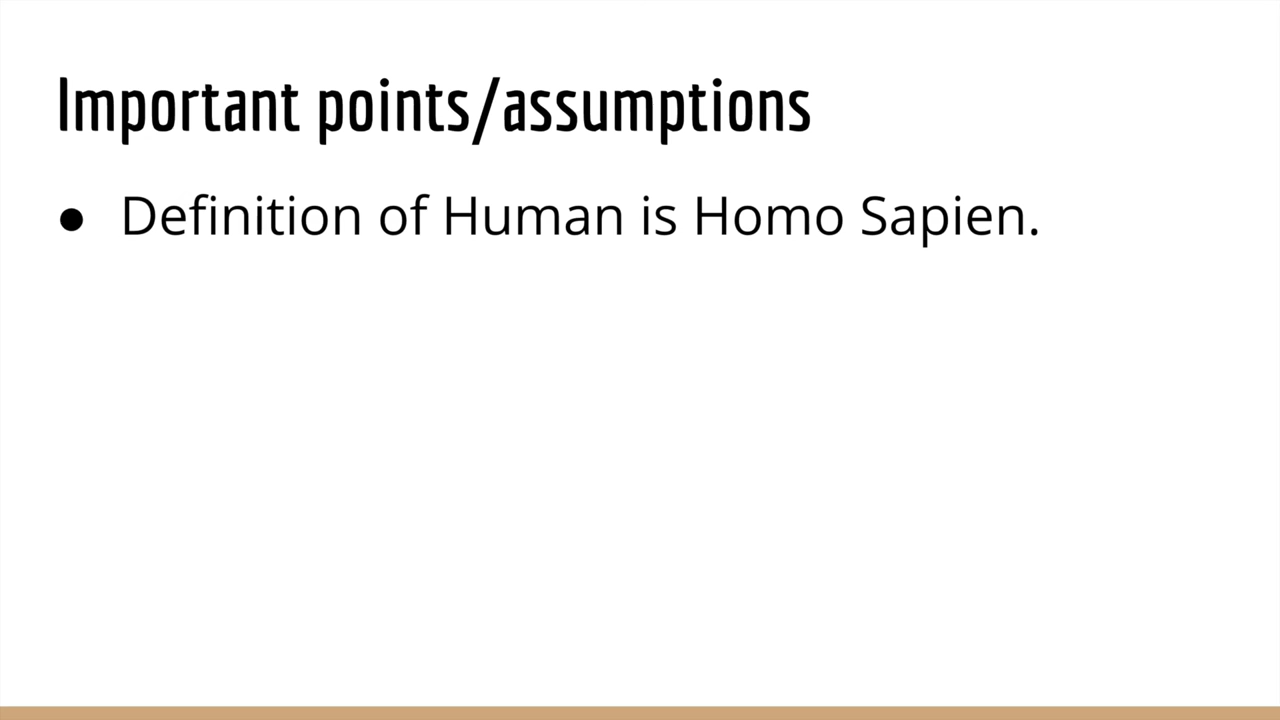 Important points/assumptions
● Definition of Human is Homo Sapien.